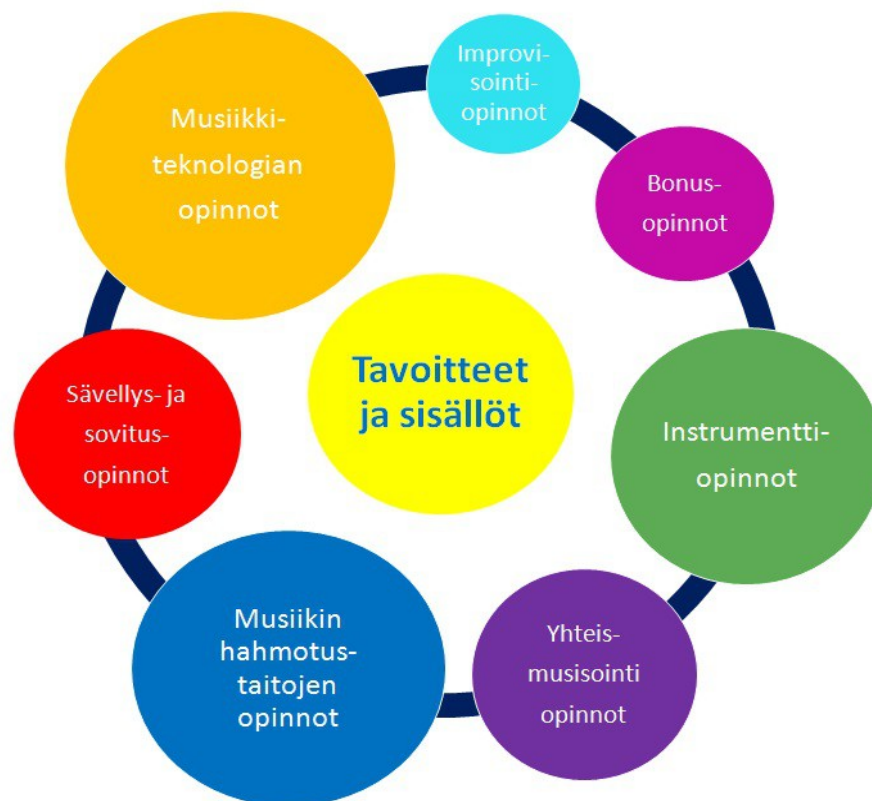 Improvi-
sointi-
opinnot
Musiikki-
teknologian
opinnot
Bonus-
opinnot
Tavoitteet
ja sisällöt
Sävellys- ja
sovitus-
opinnot
Instrumentti-
opinnot
Musiikin
hahmotus-
taitojen
opinnot
Yhteis-
musisointi
opinnot